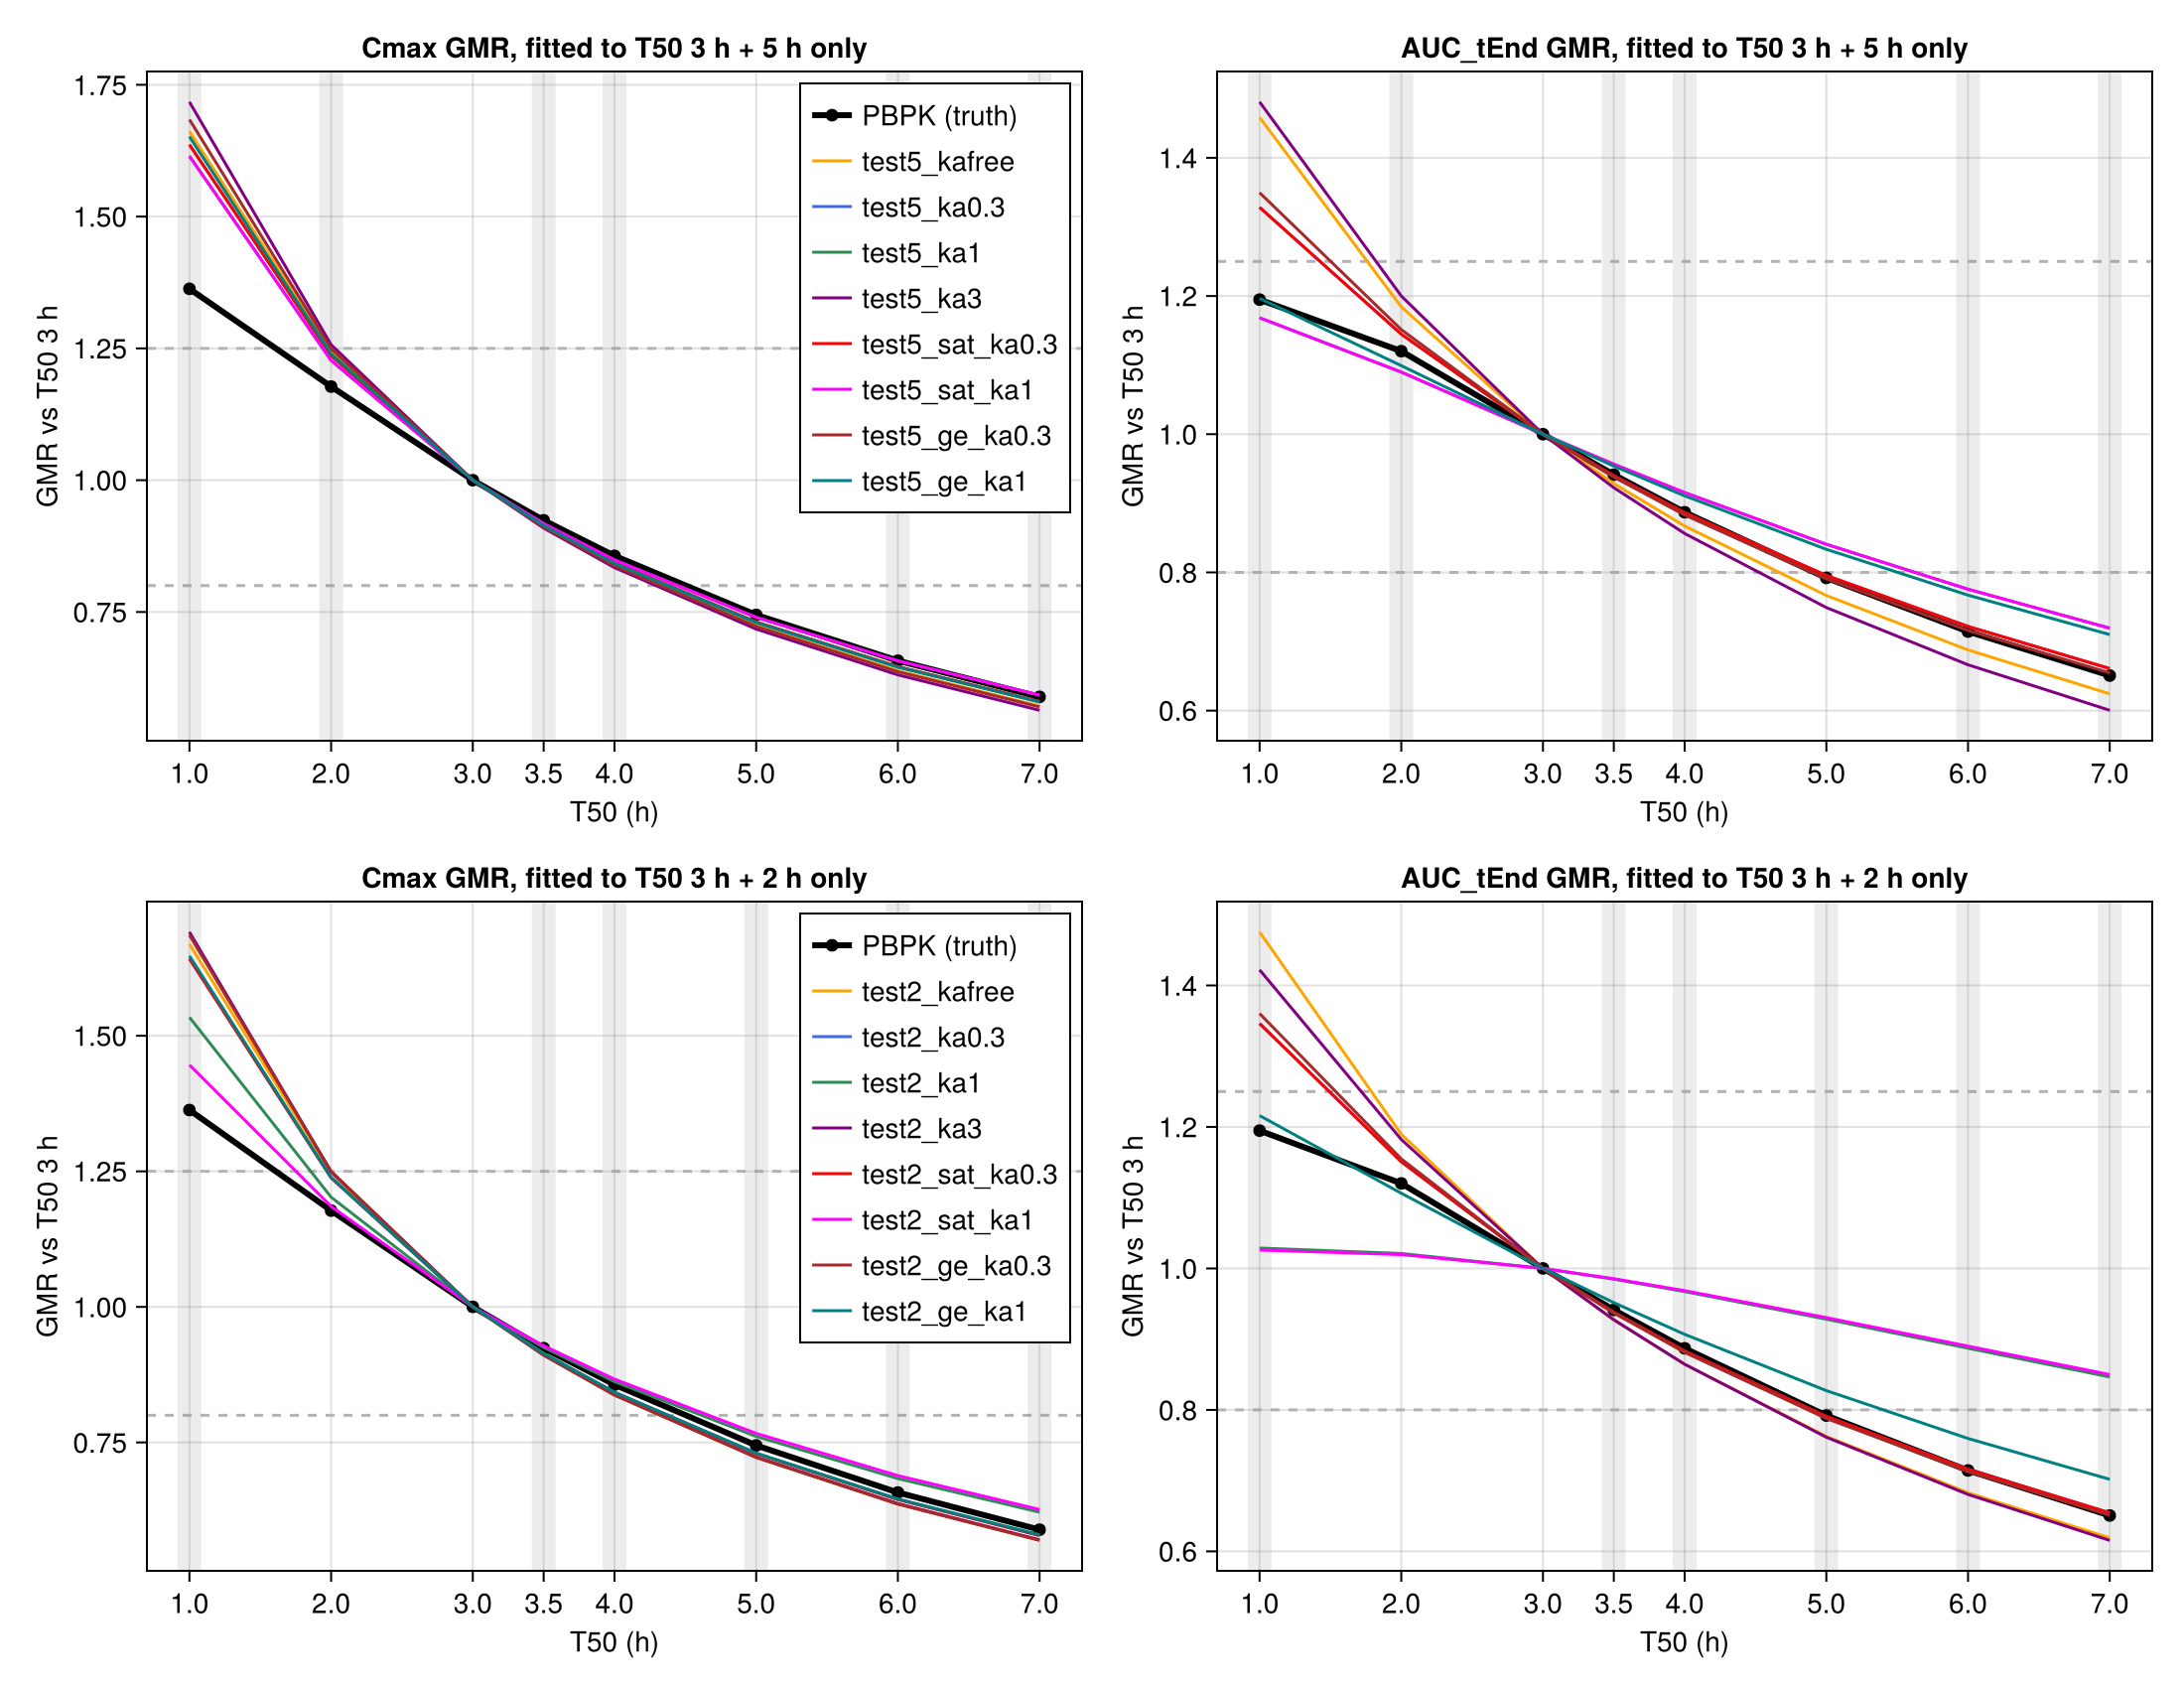 Cmax GMR, fitted to T50 3 h + 5 h only
GMR vs T50 3 h
1.75
1.50
1.25
1.00
0.75
PBPK (truth)
test5_kafree
test5_ka0.3
test5_ka1
test5_ka3
test5_sat_ka0.3
test5_sat_ka1
test5_ge_ka0.3
test5_ge_ka1
1.0 2.0 3.0 3.5 4.0 5.0 6.0 7.0
T50 (h)
AUC_tEnd GMR, fitted to T50 3 h + 5 h only
GMR vs T50 3 h
1.4
1.2
1.0
0.8
0.6
1.0 2.0 3.0 3.5 4.0 5.0 6.0 7.0
T50 (h)
Cmax GMR, fitted to T50 3 h + 2 h only
GMR vs T50 3 h
1.50
1.25
1.00
0.75
PBPK (truth)
test2_kafree
test2_ka0.3
test2_ka1
test2_ka3
test2_sat_ka0.3
test2_sat_ka1
test2_ge_ka0.3
test2_ge_ka1
1.0 2.0 3.0 3.5 4.0 5.0 6.0 7.0
T50 (h)
AUC_tEnd GMR, fitted to T50 3 h + 2 h only
GMR vs T50 3 h
1.4
1.2
1.0
0.8
0.6
1.0 2.0 3.0 3.5 4.0 5.0 6.0 7.0
T50 (h)